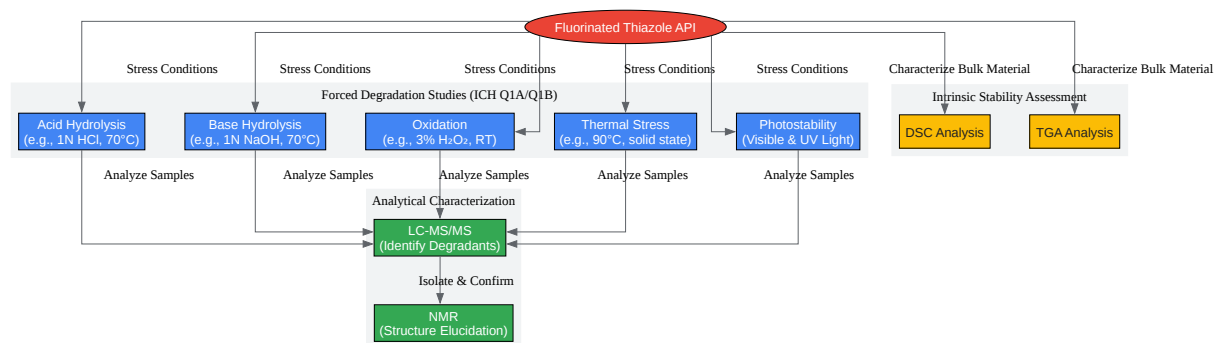 Fluorinated Thiazole API
Stress Conditions
Stress Conditions
Stress Conditions
Stress Conditions
Stress Conditions
Characterize Bulk Material
Characterize Bulk Material
Forced Degradation Studies (ICH Q1A/Q1B)
Intrinsic Stability Assessment
Acid Hydrolysis
(e.g., 1N HCl, 70°C)
Base Hydrolysis
(e.g., 1N NaOH, 70°C)
Oxidation
(e.g., 3% H₂O₂, RT)
Thermal Stress
(e.g., 90°C, solid state)
Photostability
(Visible & UV Light)
DSC Analysis
TGA Analysis
Analyze Samples
Analyze Samples
Analyze Samples
Analyze Samples
Analyze Samples
Analytical Characterization
LC-MS/MS
(Identify Degradants)
Isolate & Confirm
NMR
(Structure Elucidation)